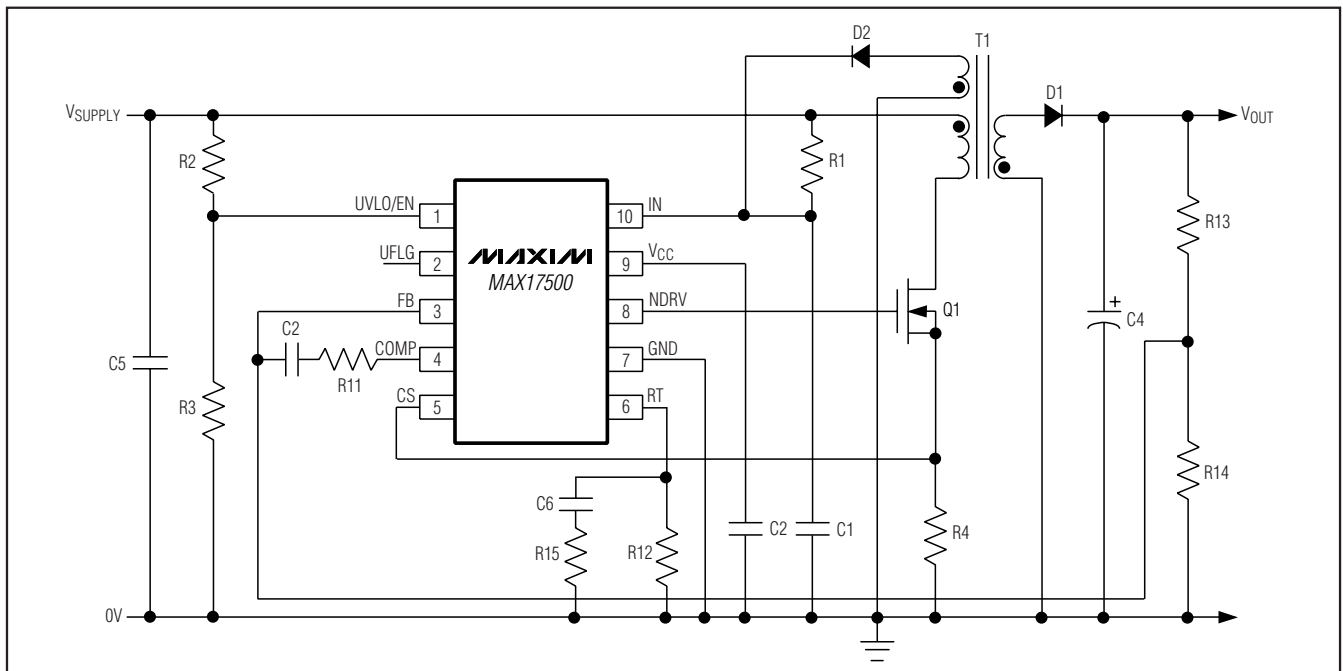 D2
T1
D1
VSUPPLY
VOUT
R2
R1
UVLO/EN
1
10
IN
R13
UFLG
2
MAXIM
9
VCC
MAX17500
FB
3
8
NDRV
Q1
+
C4
C2
COMP
4
7
GND
C5
R11
R3
CS
5
6
RT
R14
C6
C2
C1
R4
R15
R12
0V